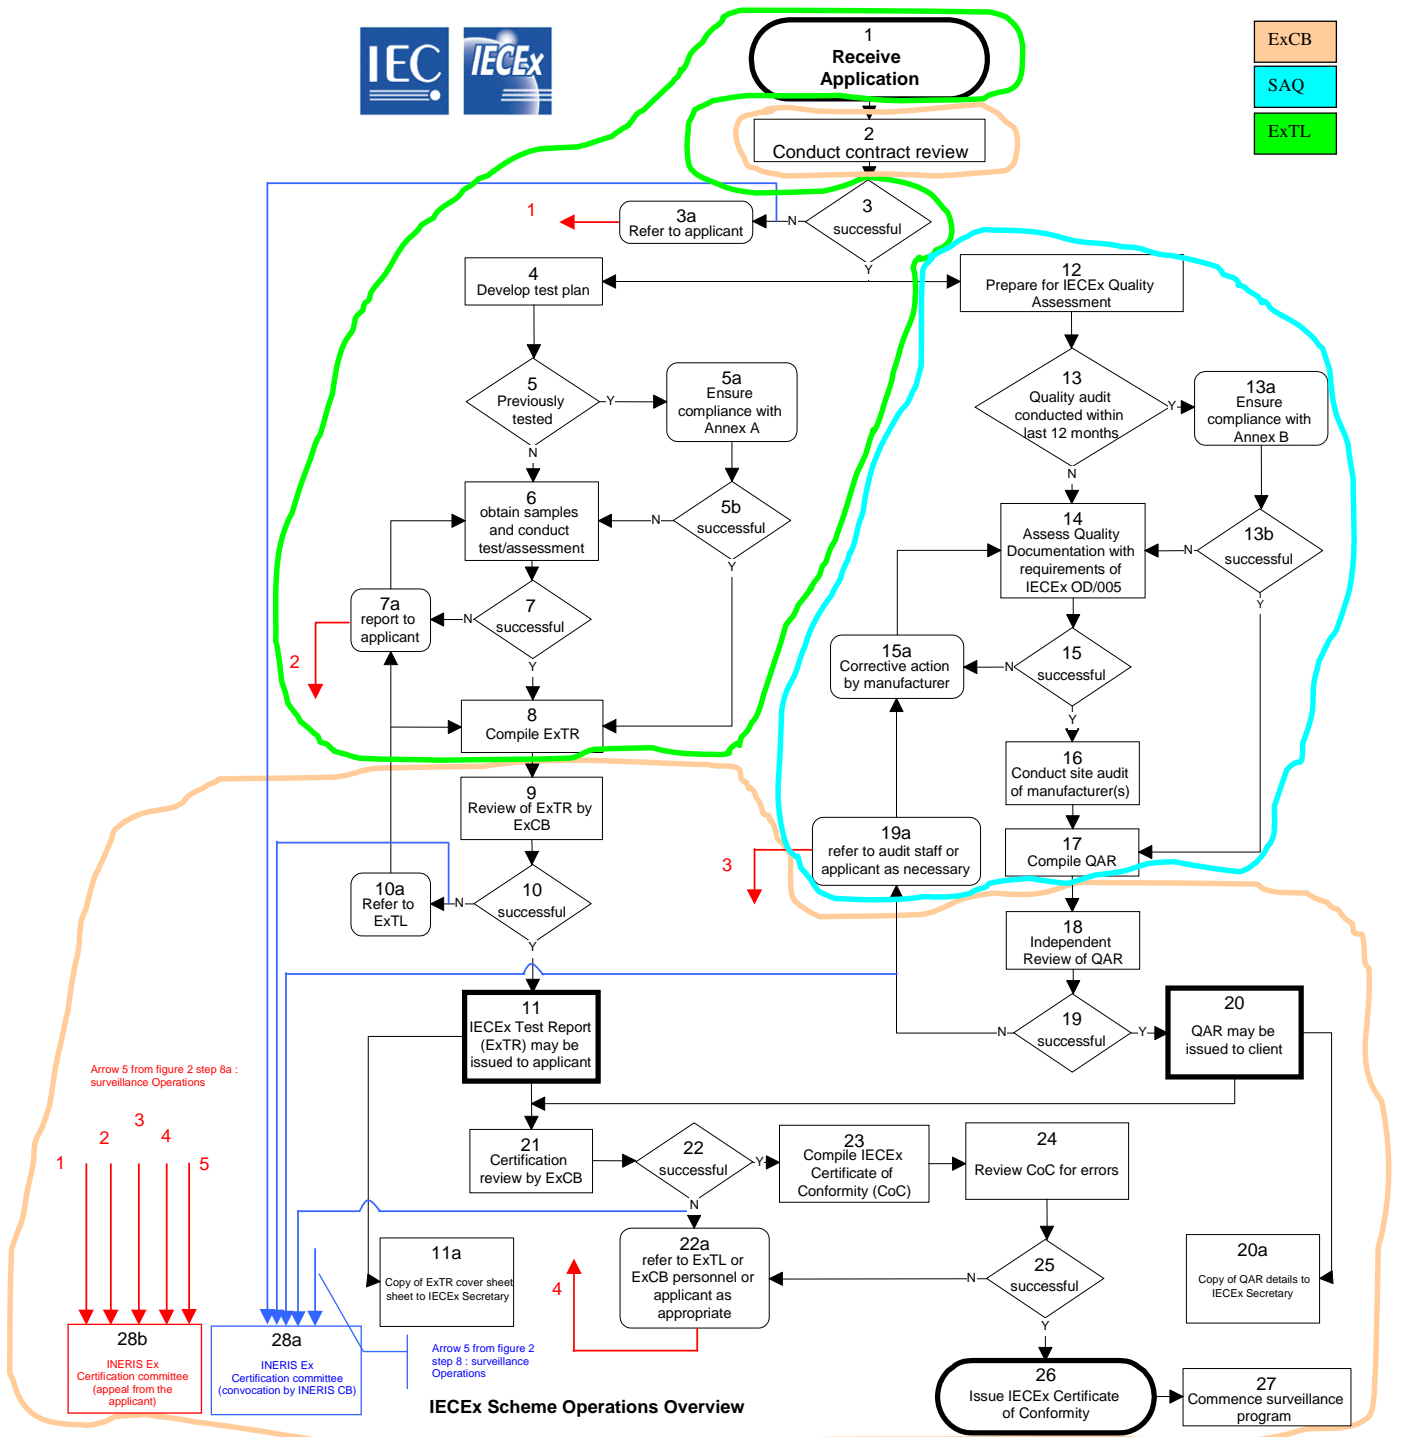 IEC
IECEx
ExCB
SAQ
ExTL
1
Receive
Application
2
Conduct contract review
3
successful
N
Y
3a
Refer to applicant
1
4
Develop test plan
12
Prepare for IECEx Quality
Assessment
5
Previously
tested
Y
N
5a
Ensure
compliance with
Annex A
13
Quality audit
conducted within
last 12 months
Y
N
13a
Ensure
compliance with
Annex B
6
obtain samples
and conduct
test/assessment
5b
successful
N
Y
14
Assess Quality
Documentation with
requirements of
IECEx OD/005
13b
successful
N
Y
7a
report to
applicant
7
successful
N
Y
2
15a
Corrective action
by manufacturer
15
successful
N
Y
8
Compile ExTR
16
Conduct site audit
of manufacturer(s)
9
Review of ExTR by
ExCB
19a
refer to audit staff or
applicant as necessary
3
17
Compile QAR
10a
Refer to
ExTL
10
successful
N
Y
18
Independent
Review of QAR
11
IECEx Test Report
(ExTR) may be
issued to applicant
19
successful
N
Y
20
QAR may be
issued to client
Arrow 5 from figure 2 step 8a :
surveillance Operations
1
2
3
4
5
21
Certification
review by ExCB
22
successful
Y
N
23
Compile IECEx
Certificate of
Conformity (CoC)
24
Review CoC for errors
11a
Copy of ExTR cover sheet
sheet to IECEx Secretary
22a
refer to ExTL or
ExCB personnel or
applicant as
appropriate
4
25
successful
N
Y
20a
Copy of QAR details to
IECEx Secretary
28b
INERIS Ex
Certification committee
(appeal from the
applicant)
28a
INERIS Ex
Certification committee
(convocation by INERIS CB)
Arrow 5 from figure 2
step 8 : surveillance
Operations
26
Issue IECEx Certificate
of Conformity
27
Commence surveillance
program
IECEx Scheme Operations Overview